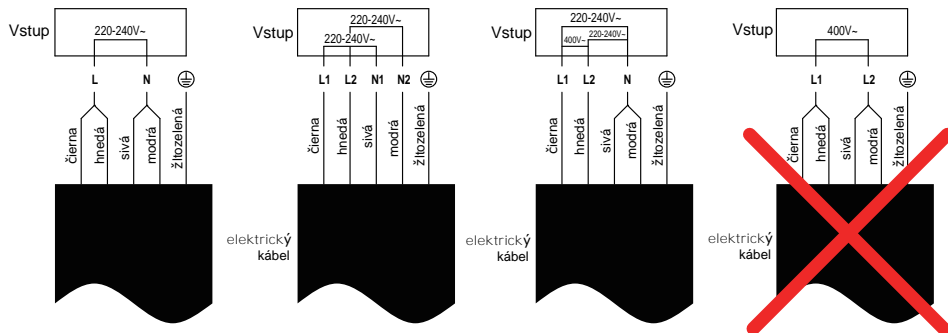 Vstup
220-240V~
L
N
čierna
hnedá
sivá
modrá
žltozelená
Vstup
220-240V~
220-240V~
L1
L2
N1
N2
čierna
hnedá
sivá
modrá
žltozelená
elektrický
kábel
Vstup
220-240V~
400V~
220-240V~
L1
L2
N
čierna
hnedá
sivá
modrá
žltozelená
elektrický
kábel
Vstup
400V~
L1
L2
čierna
hnedá
sivá
modrá
žltozelená
elektrický
kábel